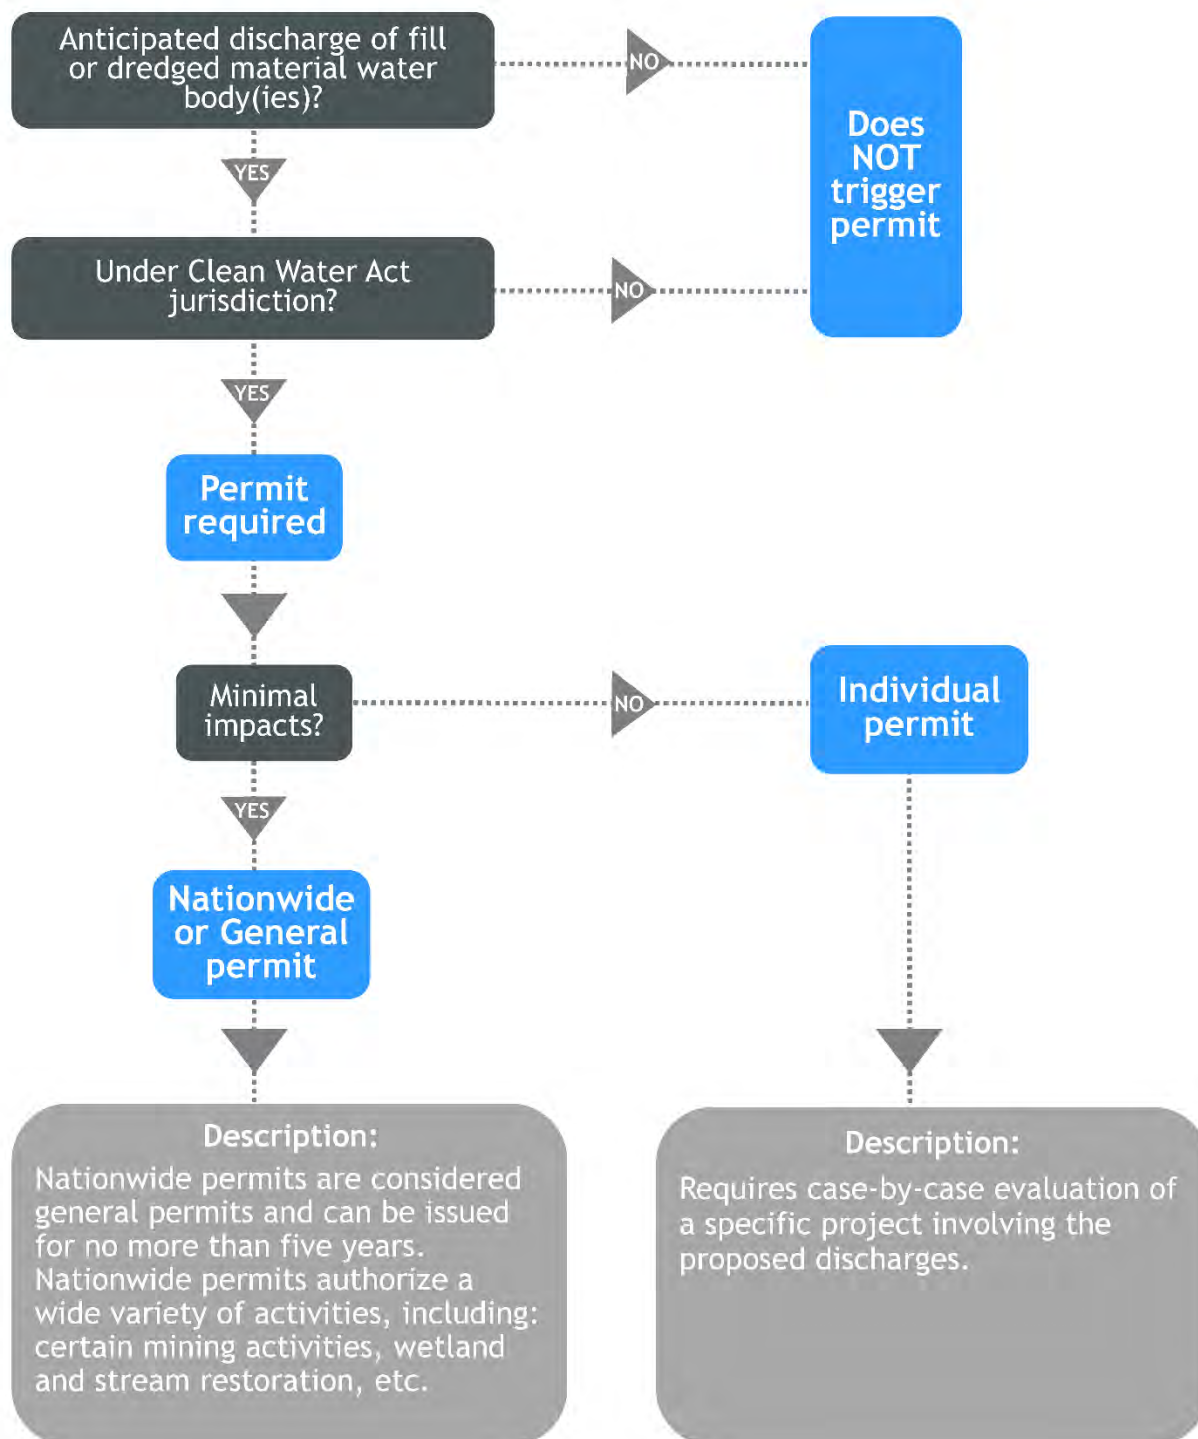 Anticipated discharge of fill
or dredged material water
body(ies)?
NO
Does
NOT
trigger
permit
YES
Under Clean Water Act
jurisdiction?
NO
YES
Permit
required
Minimal
impacts?
NO
Individual
permit
YES
Nationwide
or General
permit
Description:
Nationwide permits are considered
general permits and can be issued
for no more than five years.
Nationwide permits authorize a
wide variety of activities, including:
certain mining activities, wetland
and stream restoration, etc.
Description:
Requires case-by-case evaluation of
a specific project involving the
proposed discharges.